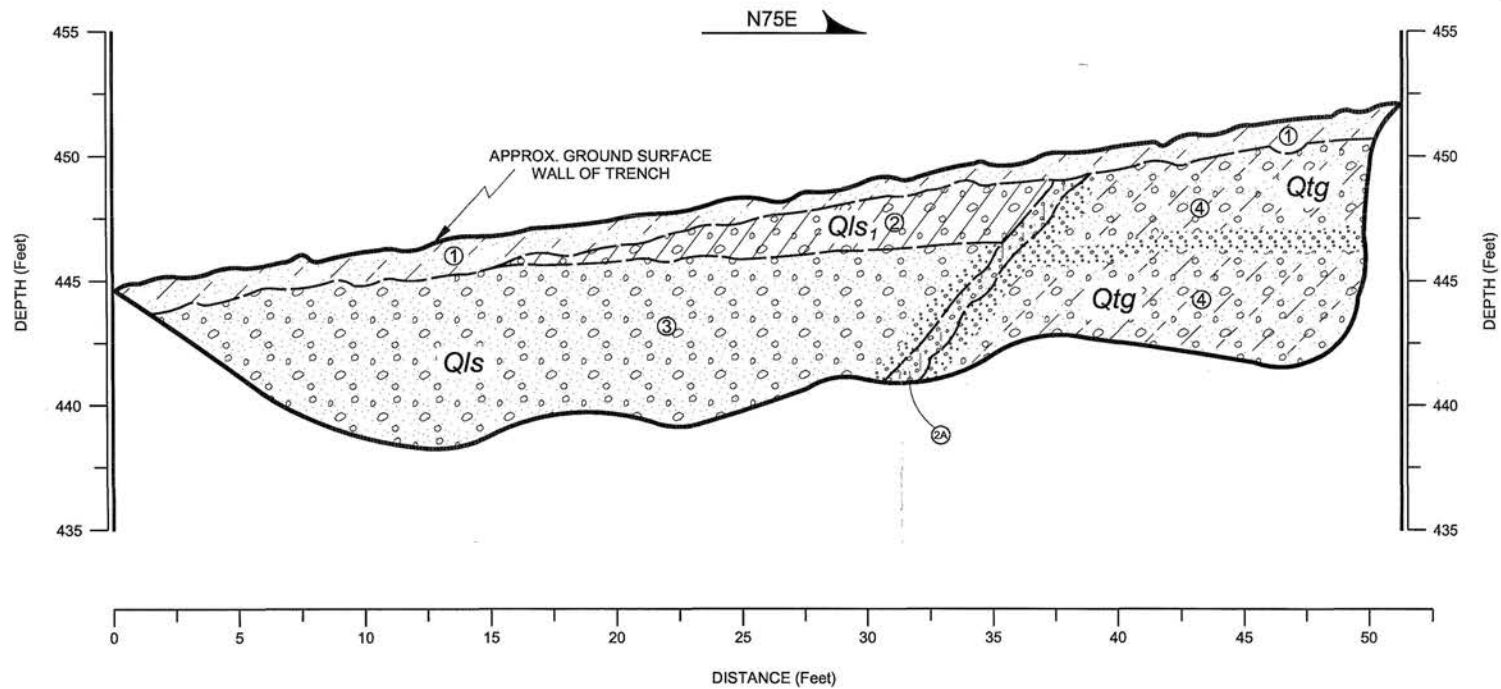 N75E
455
455
APPROX. GROUND SURFACE
WALL OF TRENCH
450
450
445
445
440
440
435
435
DEPTH (Feet)
DEPTH (Feet)
①
①
Qls₁ ②
Qtg
④
Qtg ④
③
Qls
2A
0 5 10 15 20 25 30 35 40 45 50
DISTANCE (Feet)